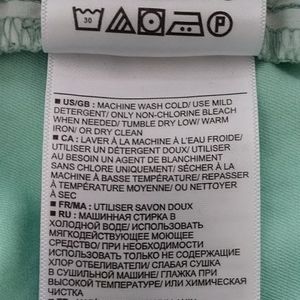 30
■ US/GB : MACHINE WASH COLD/ USE MILD
DETERGENT/ ONLY NON-CHLORINE BLEACH
WHEN NEEDED/ TUMBLE DRY LOW/ WARM
IRON/ OR DRY CLEAN
■ CA : LAVER À LA MACHINE À L'EAU FROIDE/
UTILISER UN DÉTERGENT DOUX/ UTILISER
AU BESOIN UN AGENT DE BLANCHIMENT
SANS CHLORE UNIQUEMENT/ SÉCHER À LA
MACHINE À BASSE TEMPÉRATURE/ REPASSER
À TEMPÉRATURE MOYENNE/ OU NETTOYER
À SEC
■ FR/MA : UTILISER SAVON DOUX
■ RU : МАШИННАЯ СТИРКА В
ХОЛОДНОЙ ВОДЕ/ ИСПОЛЬЗОВАТЬ
МЯГКОДЕЙСТВУЮЩЕЕ МОЮЩЕЕ
СРЕДСТВО/ ПРИ НЕОБХОДИМОСТИ
ИСПОЛЬЗОВАТЬ ТОЛЬКО НЕ СОДЕРЖАЩИЕ
ХЛОР ОТБЕЛИВАТЕЛИ/ СЛАБЫЙ ОТЖИМ
В СУШИЛЬНОЙ МАШИНЕ/ ГЛАЖКА ПРИ
ВЫСОКОЙ ТЕМПЕРАТУРЕ/ ИЛИ ХИМИЧЕСКАЯ
ЧИСТКА